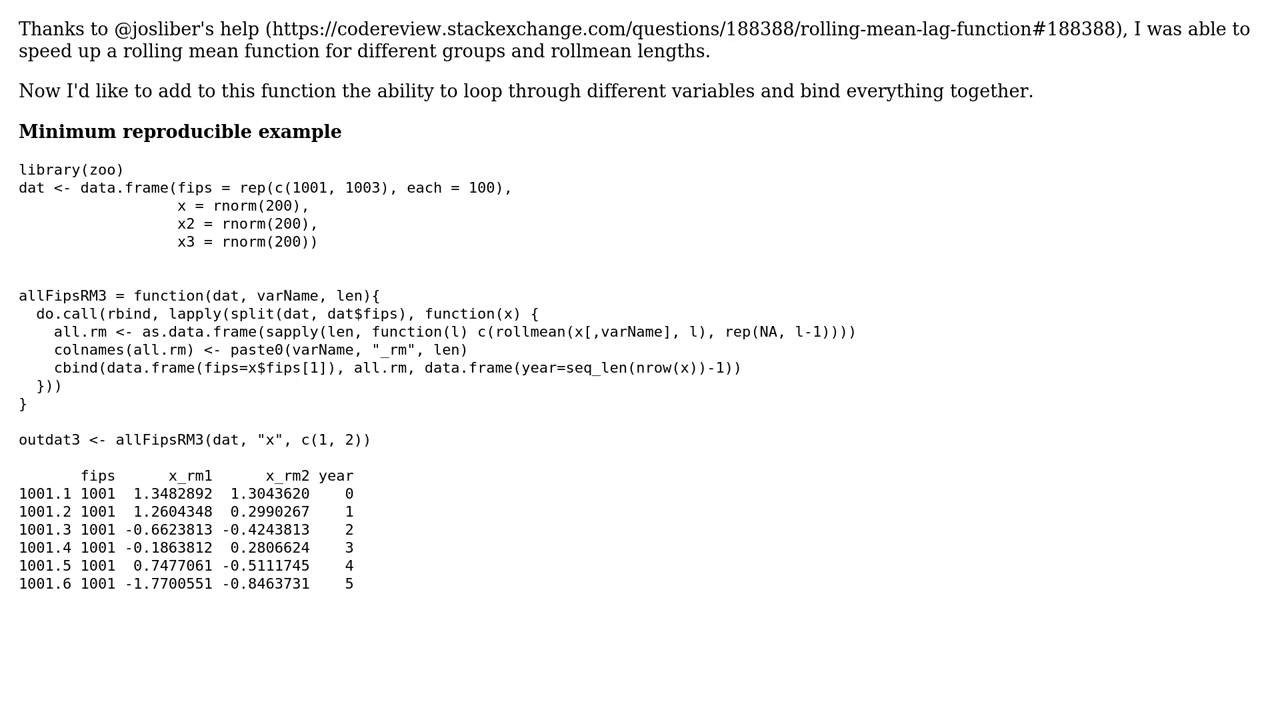 Thanks to @josliber's help (https://codereview.stackexchange.com/questions/188388/rolling-mean-lag-function#188388), I was able to
speed up a rolling mean function for different groups and rollmean lengths.
Now I'd like to add to this function the ability to loop through different variables and bind everything together.
Minimum reproducible example
library(zoo)
dat <- data.frame(fips = rep(c(1001, 1003), each = 100),
                  x = rnorm(200),
                  x2 = rnorm(200),
                  x3 = rnorm(200))
allFipsRM3 = function(dat, varName, len){
  do.call(rbind, lapply(split(dat, dat$fips), function(x) {
    all.rm <- as.data.frame(sapply(len, function(l) c(rollmean(x[,varName], l), rep(NA, l-1))))
    colnames(all.rm) <- paste0(varName, "_rm", len)
    cbind(data.frame(fips=x$fips[1]), all.rm, data.frame(year=seq_len(nrow(x))-1))
  }))
}
outdat3 <- allFipsRM3(dat, "x", c(1, 2))
       fips      x_rm1      x_rm2 year
1001.1 1001  1.3482892  1.3043620    0
1001.2 1001  1.2604348  0.2990267    1
1001.3 1001 -0.6623813 -0.4243813    2
1001.4 1001 -0.1863812  0.2806624    3
1001.5 1001  0.7477061 -0.5111745    4
1001.6 1001 -1.7700551 -0.8463731    5